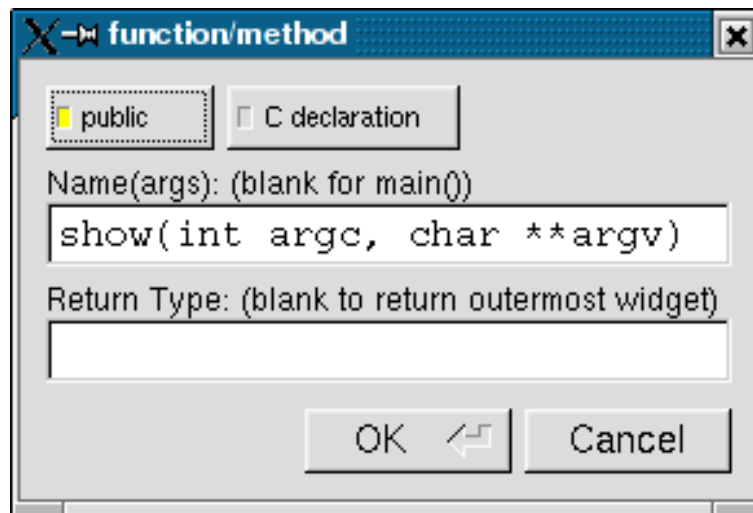 function/method
public
C declaration
Name(args): (blank for main())
show(int argc, char **argv)
Return Type: (blank to return outermost widget)
OK
Cancel